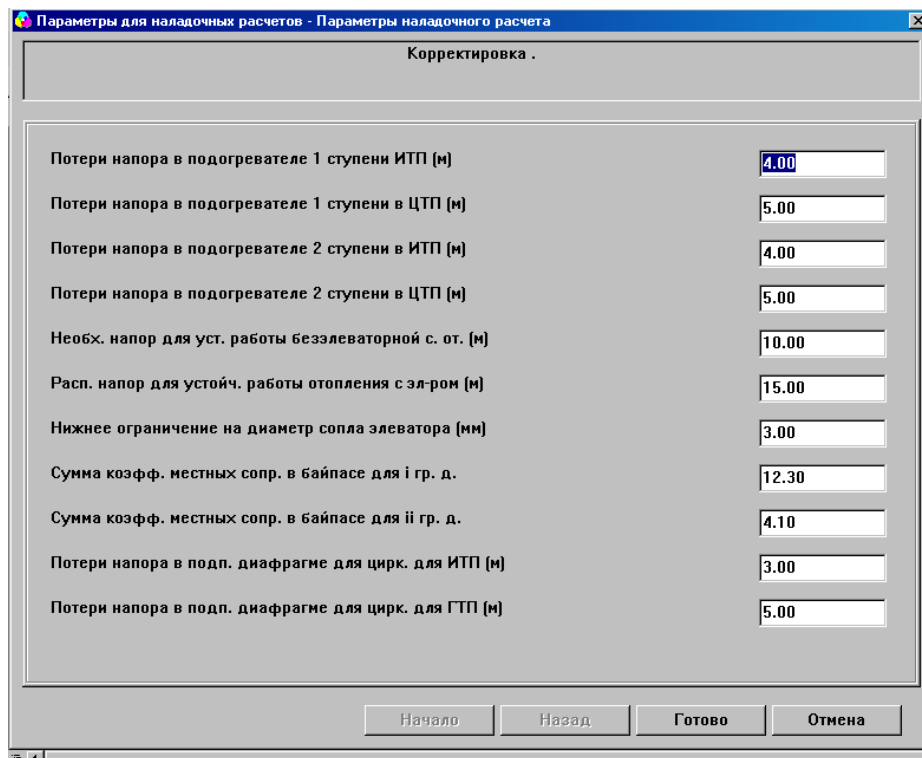 Параметры для наладочных расчетов - Параметры наладочного расчета
Корректировка .
Потери напора в подогревателе 1 ступени ИТП (м)
4.00
Потери напора в подогревателе 1 ступени в ЦТП (м)
5.00
Потери напора в подогревателе 2 ступени в ИТП (м)
4.00
Потери напора в подогревателе 2 ступени в ЦТП (м)
5.00
Необх. напор для уст. работы безэлеваторной с. от. (м)
10.00
Расп. напор для устойч. работы отопления с эл-ром (м)
15.00
Нижнее ограничение на диаметр сопла элеватора (мм)
3.00
Сумма коэфф. местных сопр. в байпасе для i гр. д.
12.30
Сумма коэфф. местных сопр. в байпасе для ii гр. д.
4.10
Потери напора в подп. диафрагме для цирк. для ИТП (м)
3.00
Потери напора в подп. диафрагме для цирк. для ГТП (м)
5.00
Начало Назад Готово Отмена